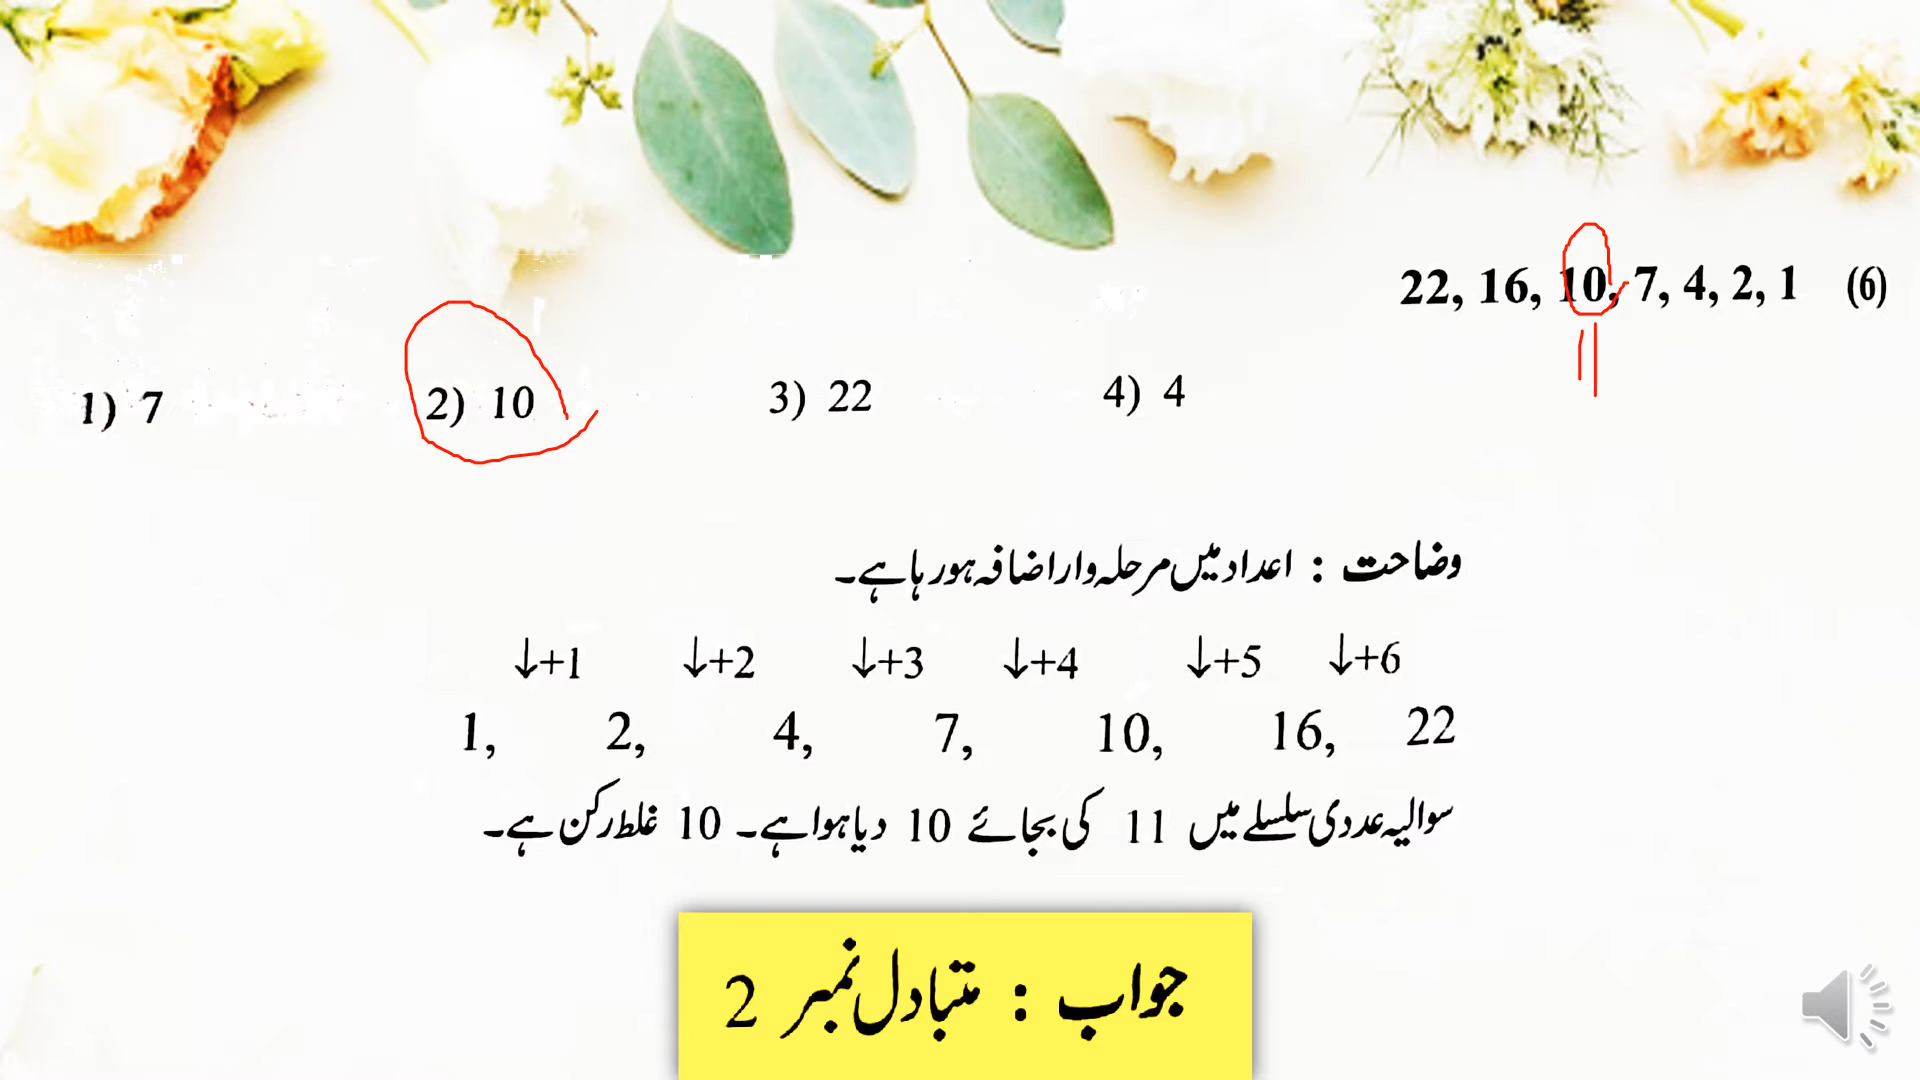 22, 16, 10, 7, 4, 2, 1 (6)
11
1) 7 2) 10 3) 22 4) 4
وضاحت : اعداد میں مرحلہ وار اضافہ ہو رہا ہے۔
↓+1 ↓+2 ↓+3 ↓+4 ↓+5 ↓+6
1, 2, 4, 7, 10, 16, 22
سوالیہ عددی سلسلے میں 11 کی بجائے 10 دیا ہوا ہے۔ 10 غلط رکن ہے۔
جواب : متبادل نمبر 2